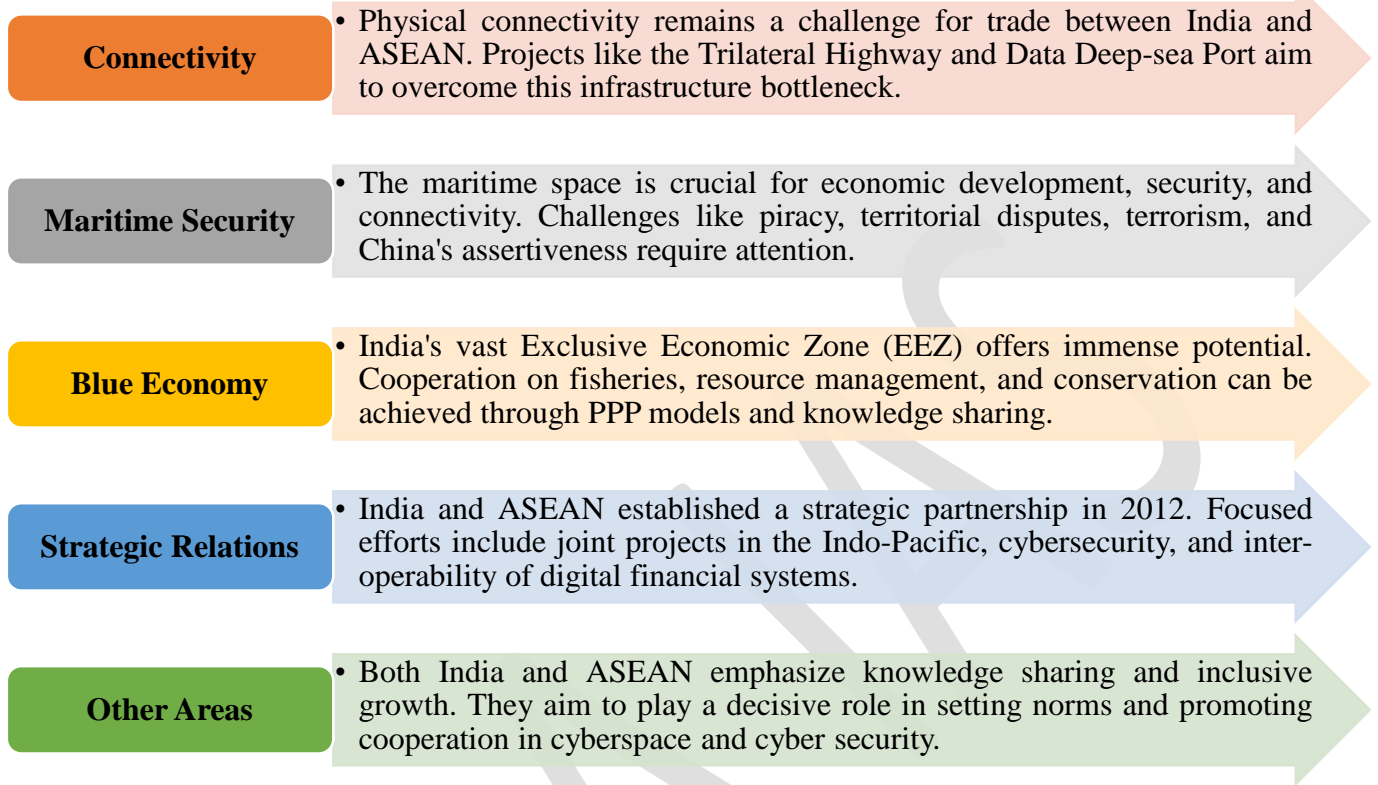 Connectivity
• Physical connectivity remains a challenge for trade between India and
ASEAN. Projects like the Trilateral Highway and Data Deep-sea Port aim
to overcome this infrastructure bottleneck.
Maritime Security
• The maritime space is crucial for economic development, security, and
connectivity. Challenges like piracy, territorial disputes, terrorism, and
China's assertiveness require attention.
Blue Economy
• India's vast Exclusive Economic Zone (EEZ) offers immense potential.
Cooperation on fisheries, resource management, and conservation can be
achieved through PPP models and knowledge sharing.
Strategic Relations
• India and ASEAN established a strategic partnership in 2012. Focused
efforts include joint projects in the Indo-Pacific, cybersecurity, and inter-
operability of digital financial systems.
Other Areas
• Both India and ASEAN emphasize knowledge sharing and inclusive
growth. They aim to play a decisive role in setting norms and promoting
cooperation in cyberspace and cyber security.